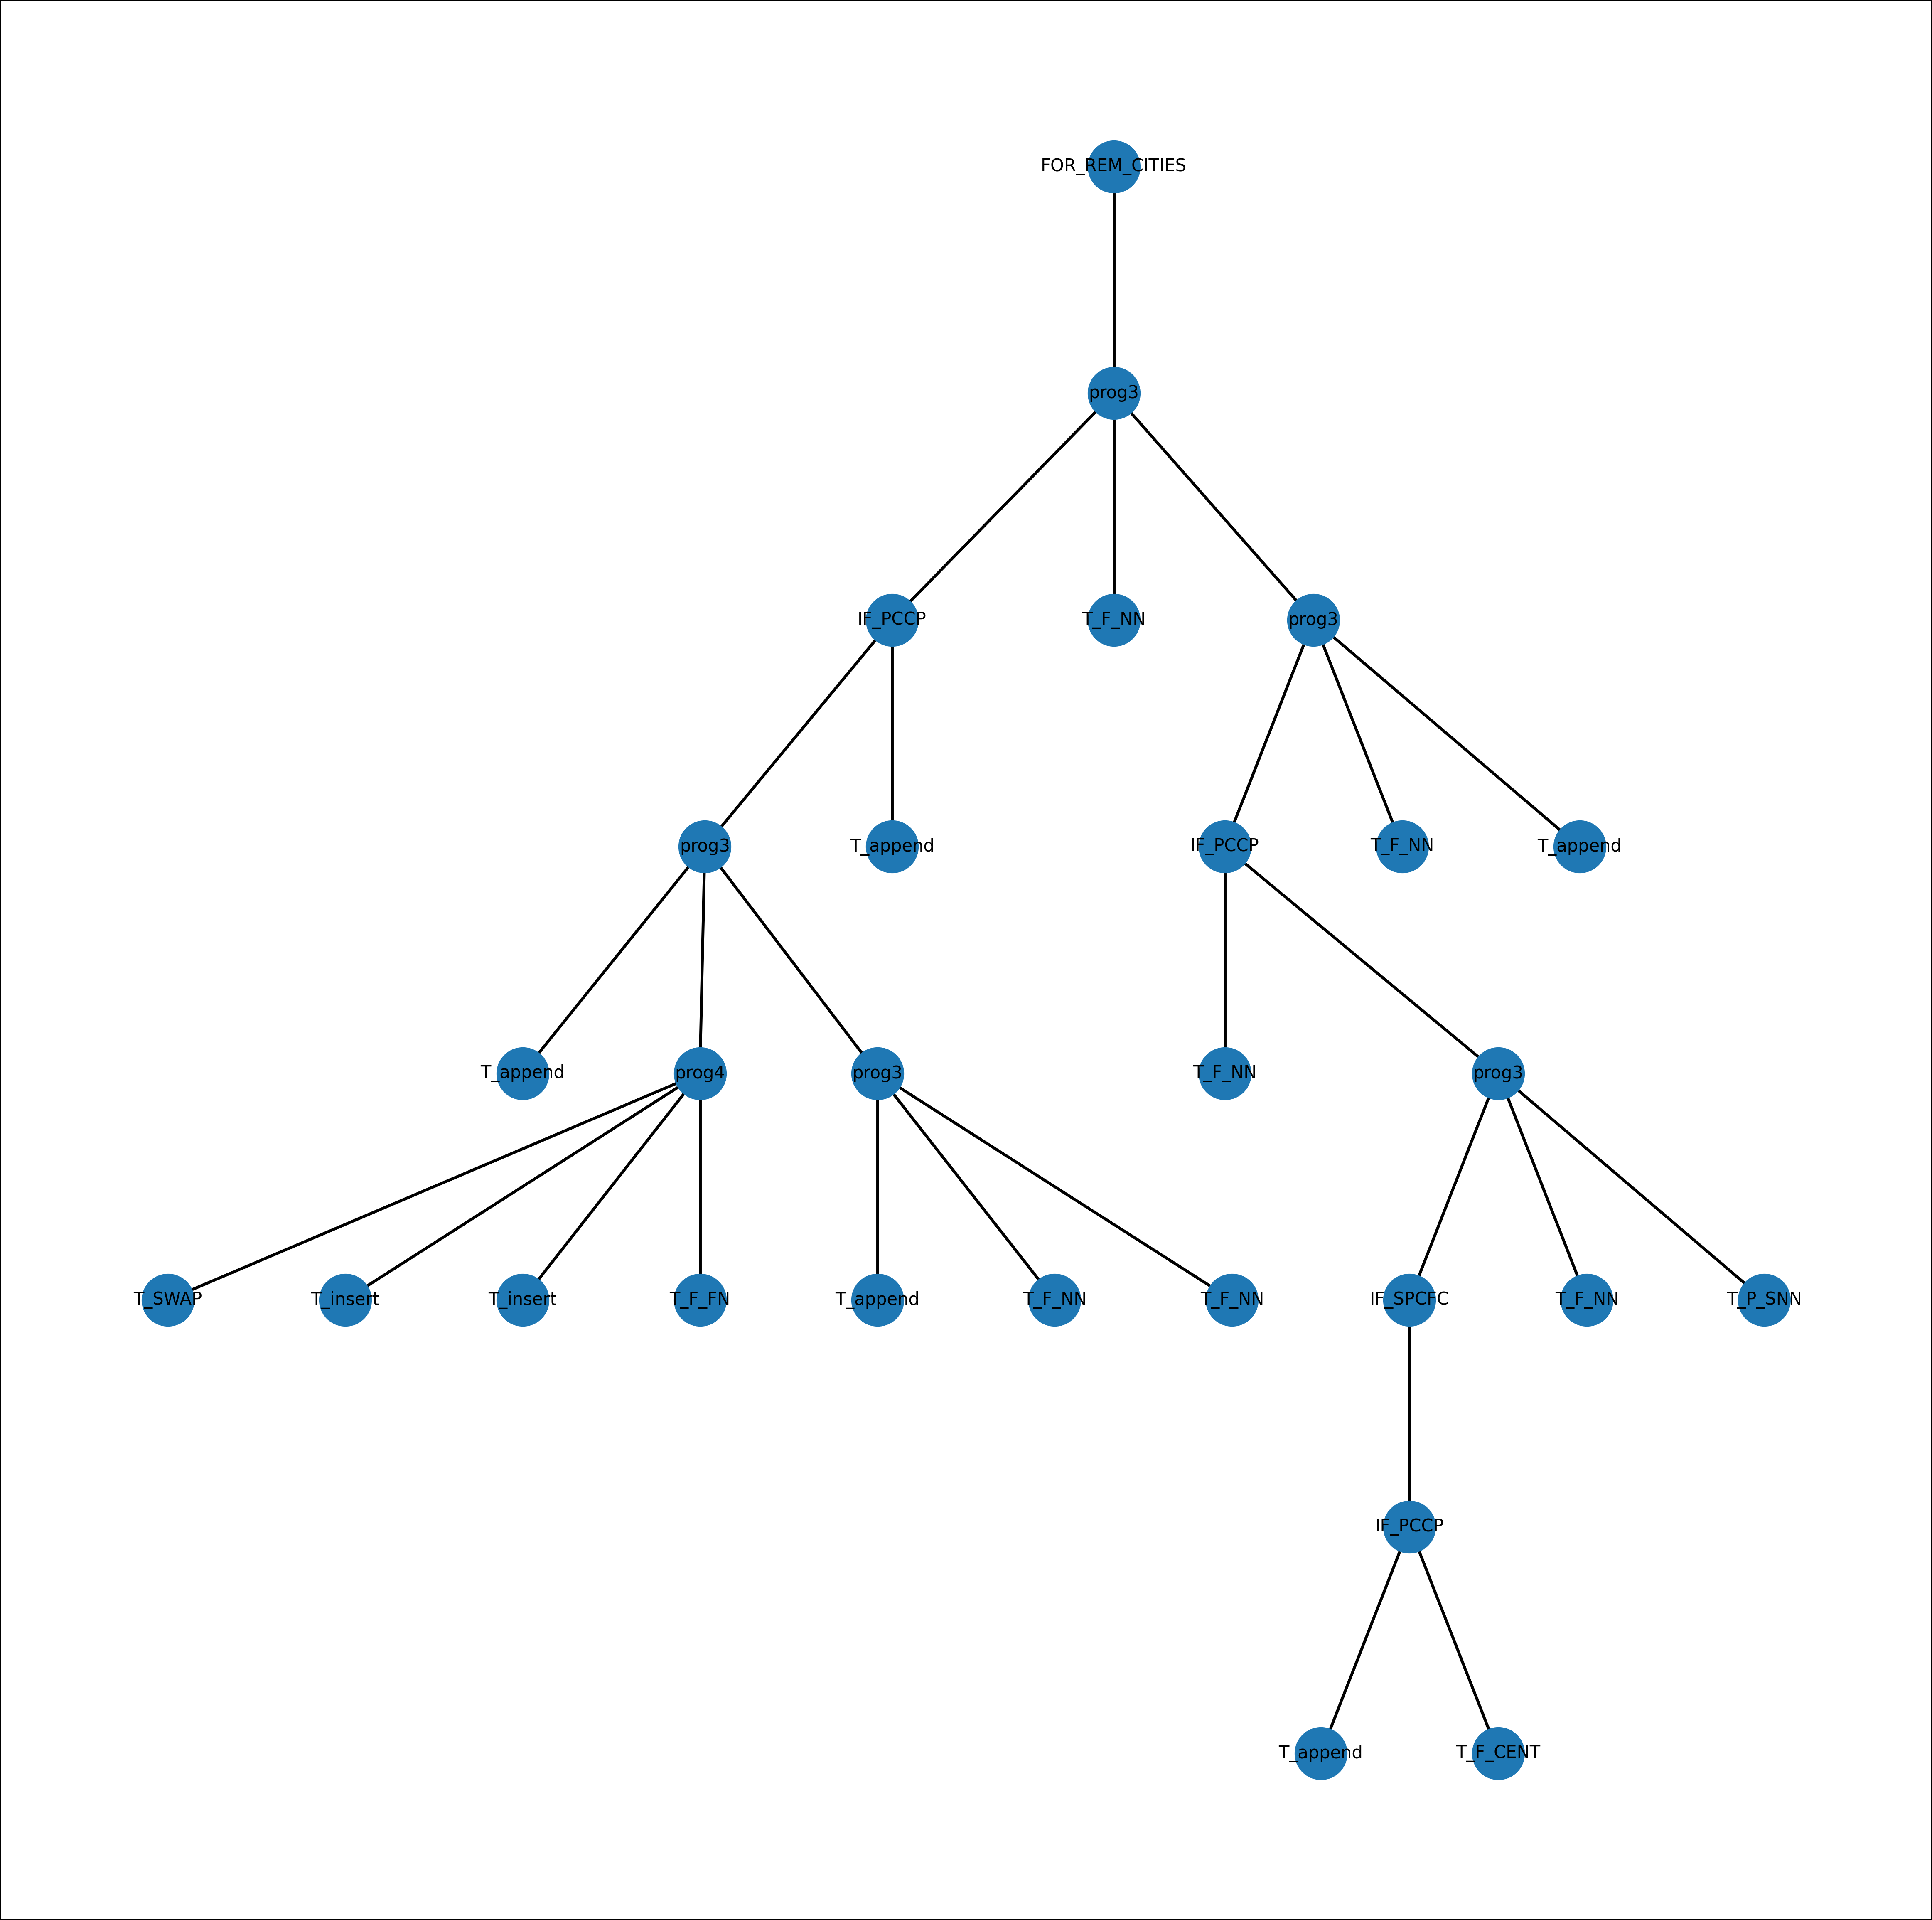 FOR_REM_CITIES
prog3
IF_PCCP
T_F_NN
prog3
prog3
T_append
IF_PCCP
T_F_NN
T_append
T_append
prog4
prog3
T_F_NN
prog3
T_SWAP
T_insert
T_insert
T_F_FN
T_append
T_F_NN
T_F_NN
IF_SPCFC
T_F_NN
T_P_SNN
IF_PCCP
T_append
T_F_CENT